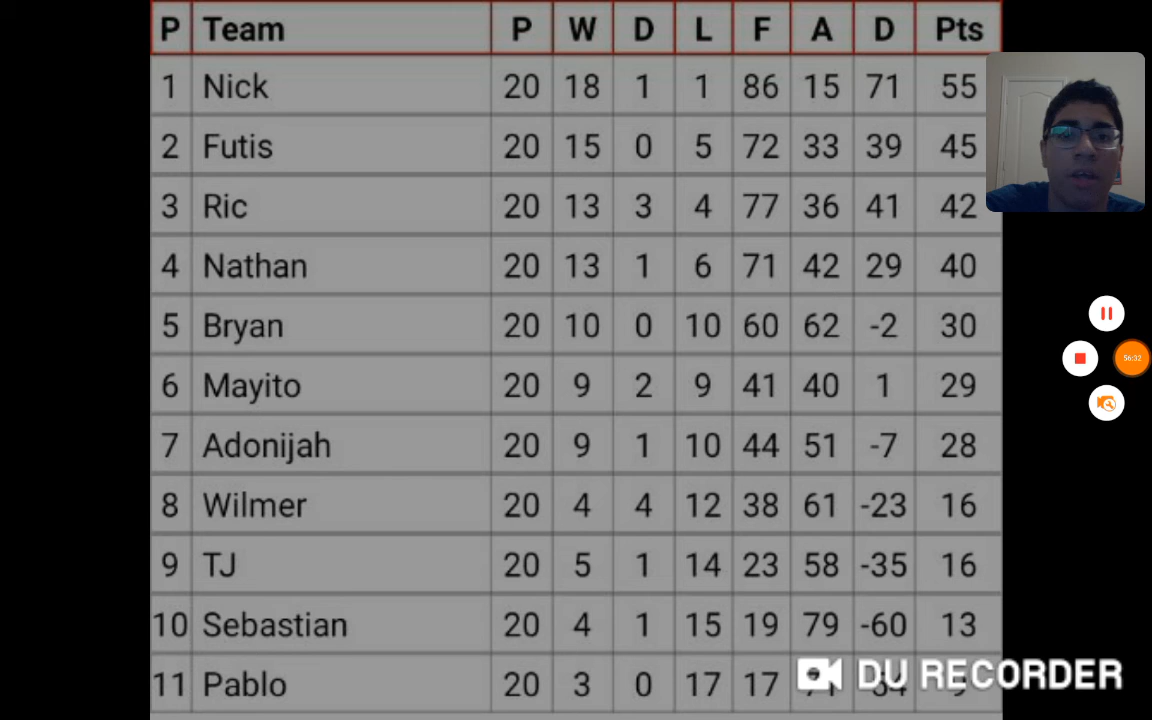 P Team P W D L F A D Pts
1 Nick 20 18 1 1 86 15 71 55
2 Futis 20 15 0 5 72 33 39 45
3 Ric 20 13 3 4 77 36 41 42
4 Nathan 20 13 1 6 71 42 29 40
5 Bryan 20 10 0 10 60 62 -2 30
6 Mayito 20 9 2 9 41 40 1 29
7 Adonijah 20 9 1 10 44 51 -7 28
8 Wilmer 20 4 4 12 38 61 -23 16
9 TJ 20 5 1 14 23 58 -35 16
10 Sebastian 20 4 1 15 19 79 -60 13
11 Pablo 20 3 0 17 17
56:32
DU RECORDER